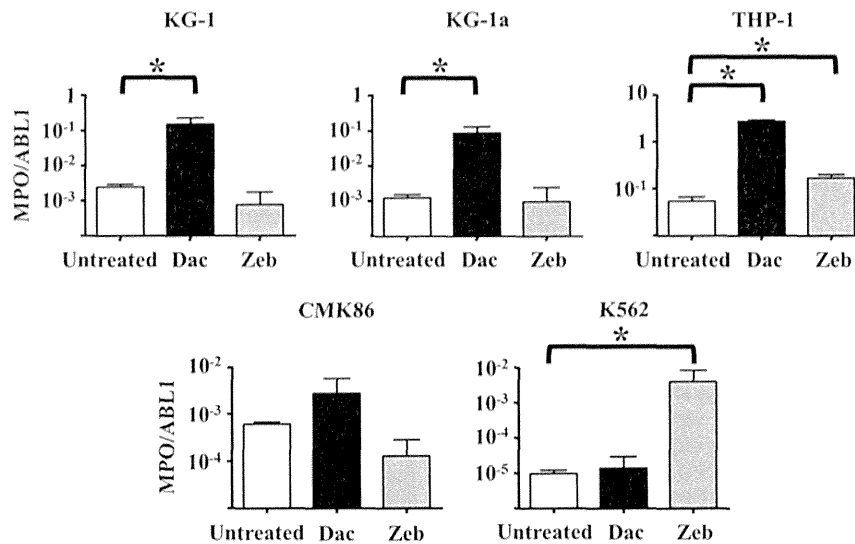 KG-1
KG-1a
THP-1
*
*
*
*
MPO/ABL1
1
10-1
10-2
10-3
1
10-1
10-2
10-3
10
1
10-1
Untreated Dac Zeb
Untreated Dac Zeb
Untreated Dac Zeb
CMK86
K562
*
MPO/ABL1
10-2
10-3
10-4
10-1
10-2
10-3
10-4
10-5
Untreated Dac Zeb
Untreated Dac Zeb